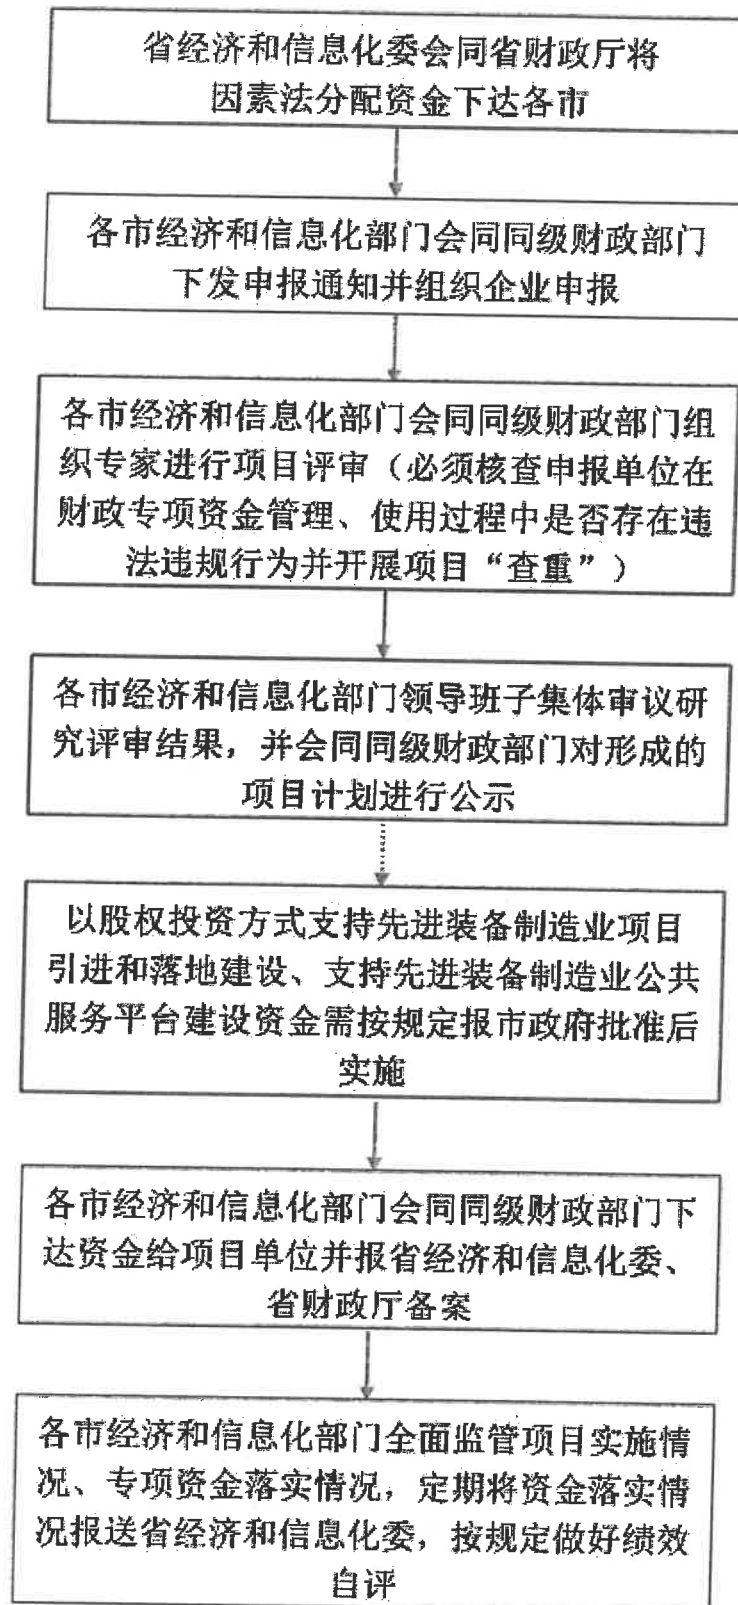 省经济和信息化委会同省财政厅将
因素法分配资金下达各市
各市经济和信息化部门会同同级财政部门
下发申报通知并组织企业申报
各市经济和信息化部门会同同级财政部门组
织专家进行项目评审（必须核查申报单位在
财政专项资金管理、使用过程中是否存在违
法违规行为并开展项目“查重”）
各市经济和信息化部门领导班子集体审议研
究评审结果，并会同同级财政部门对形成的
项目计划进行公示
以股权投资方式支持先进装备制造业项目
引进和落地建设、支持先进装备制造业公共
服务平台建设资金需按规定报市政府批准后
实施
各市经济和信息化部门会同同级财政部门下
达资金给项目单位并报省经济和信息化委、
省财政厅备案
各市经济和信息化部门全面监管项目实施情
况、专项资金落实情况，定期将资金落实情
况报送省经济和信息化委，按规定做好绩效
自评